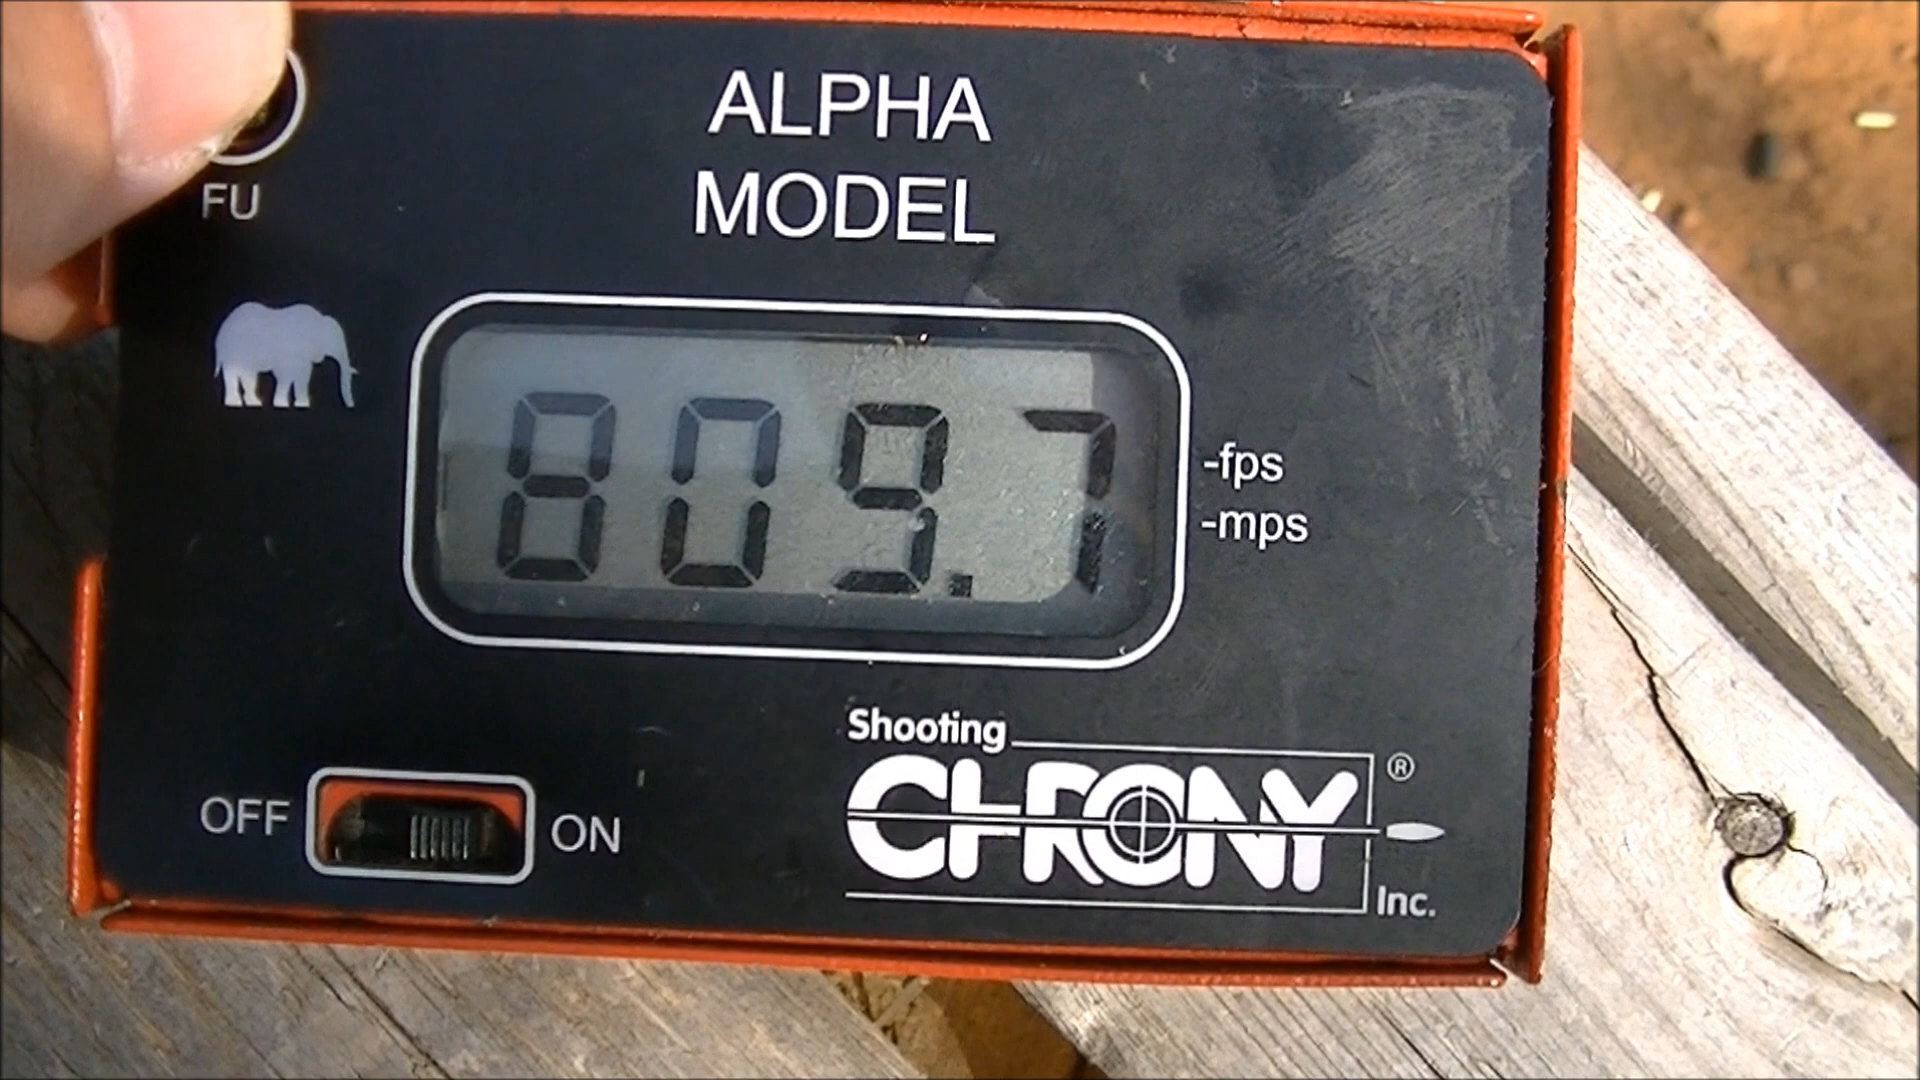 ALPHA
MODEL
FU
809.7
-fps
-mps
Shooting
CHRONY ®
OFF ON
Inc.